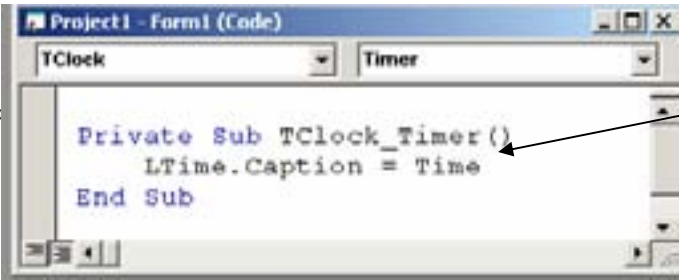 Project1 - Form1 (Code)
TClock Timer
Private Sub TClock_Timer()
LTime.Caption = Time
End Sub